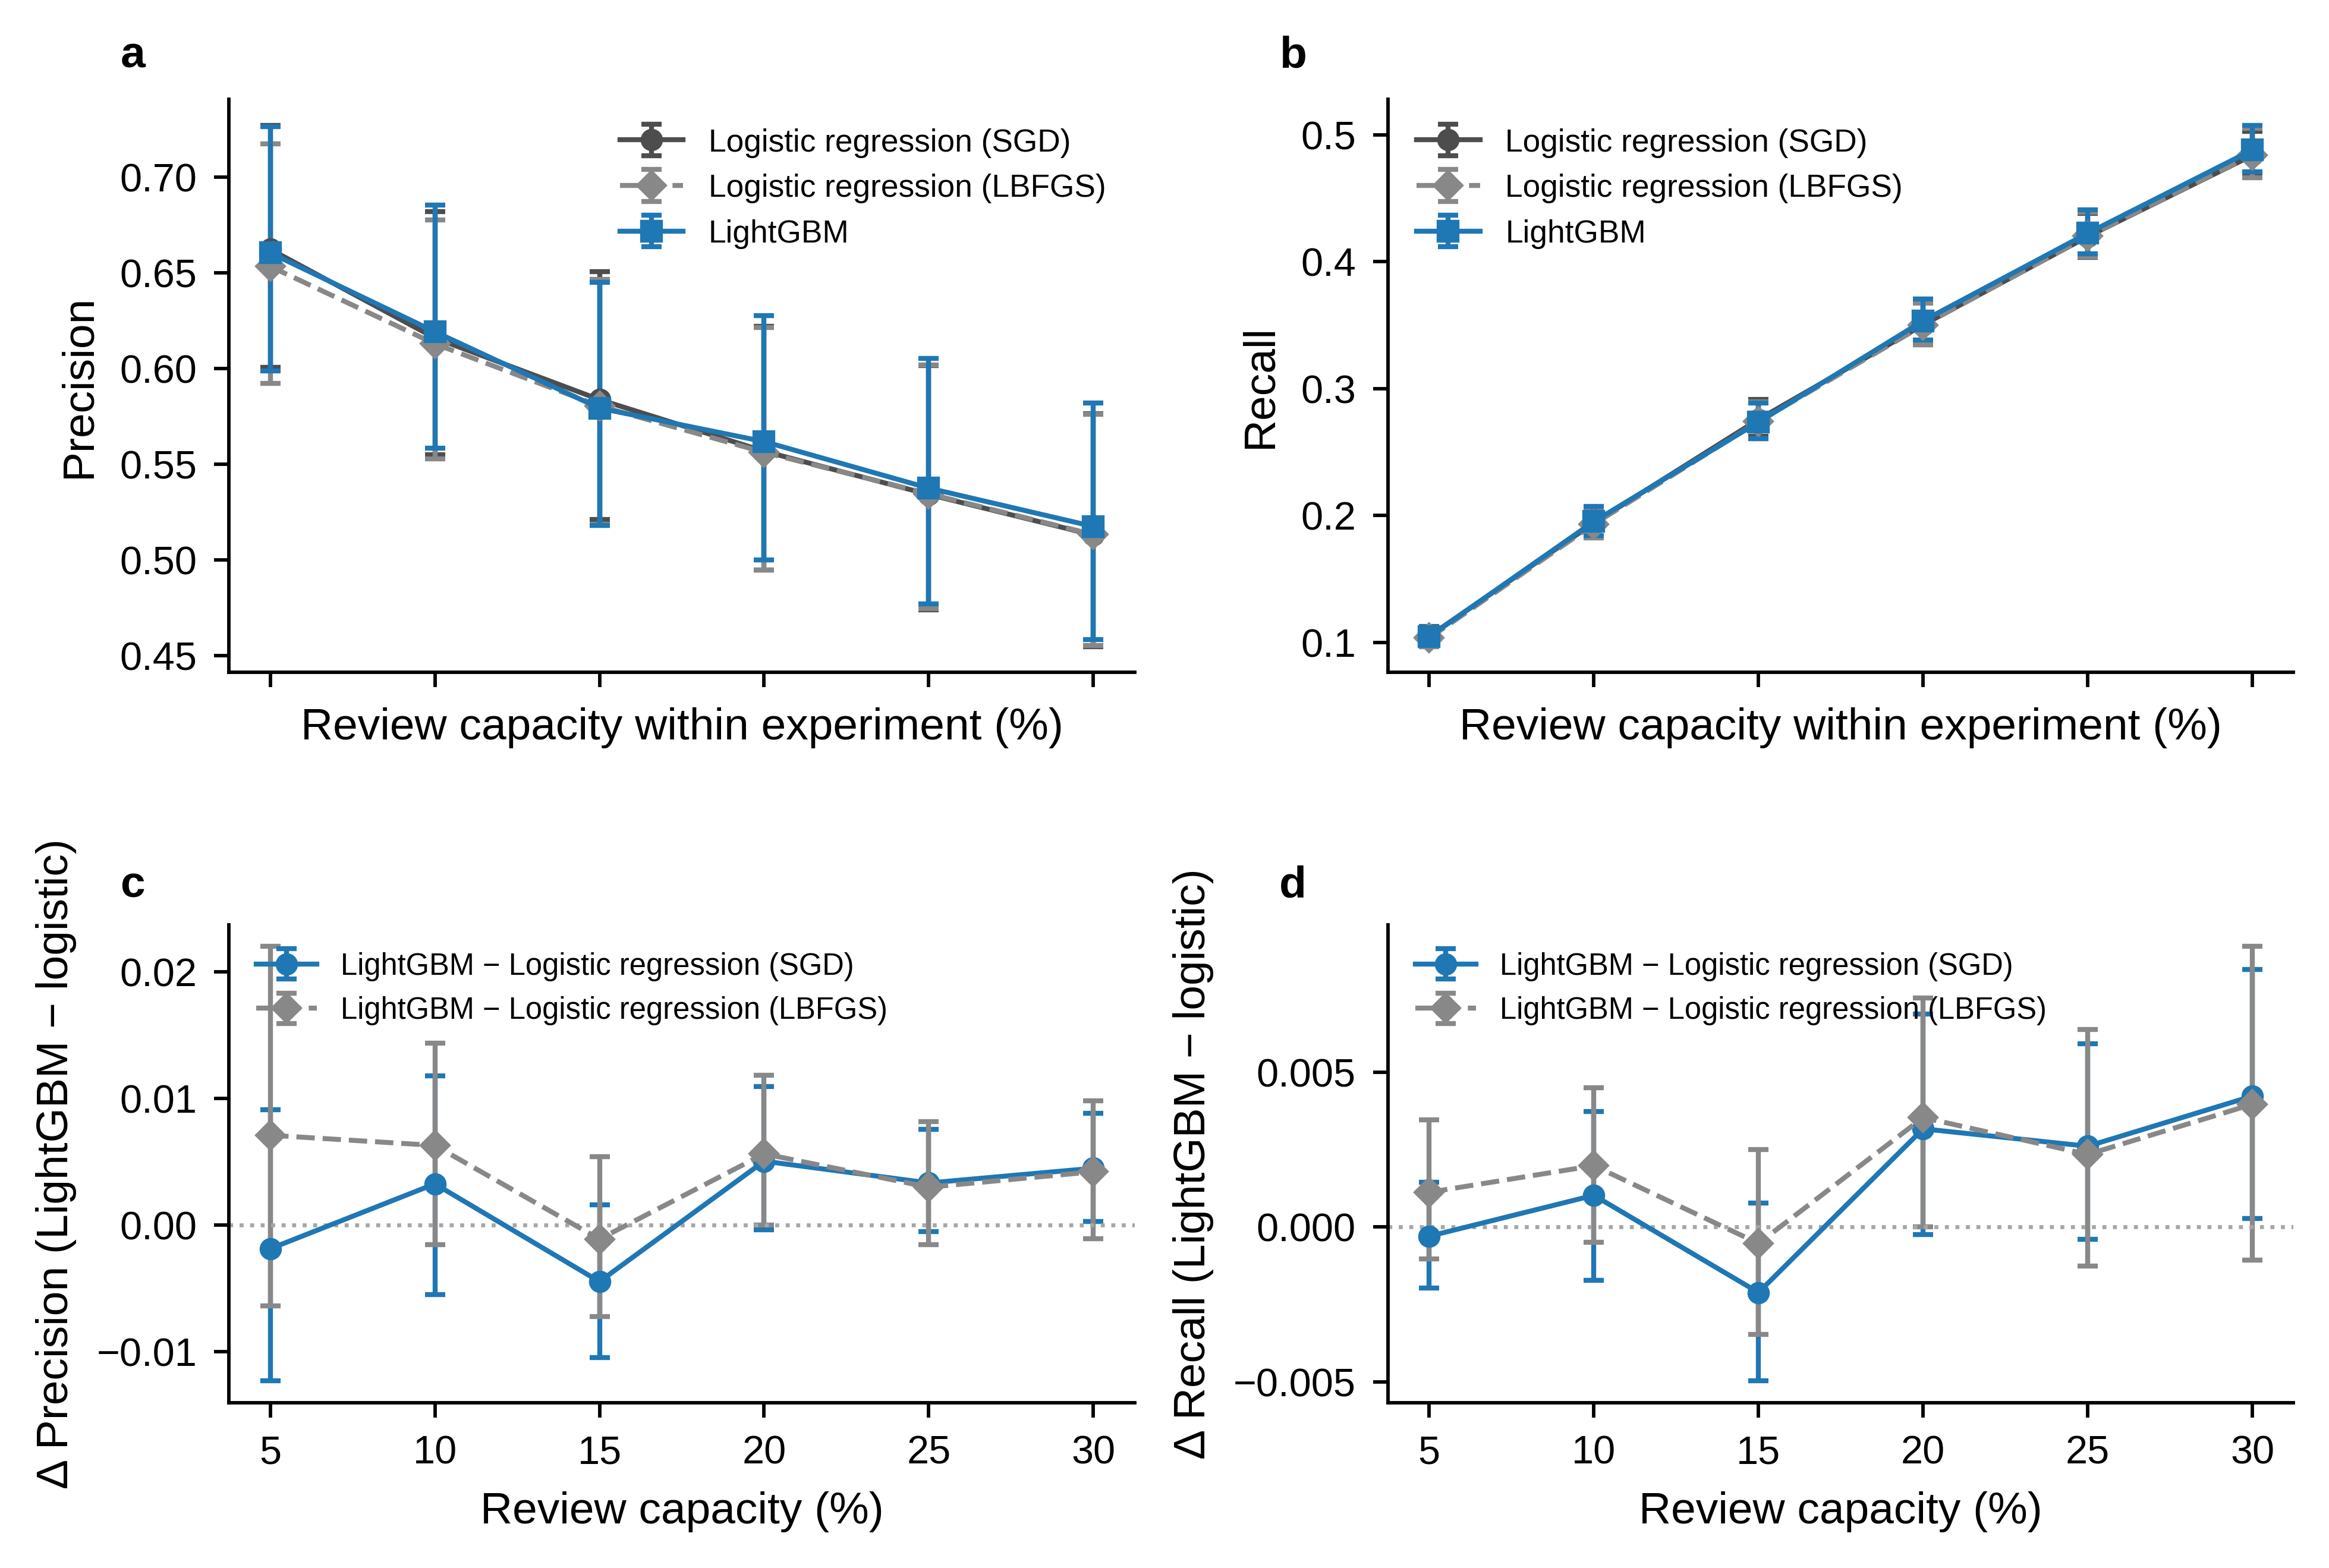 a
Precision
0.70
0.65
0.60
0.55
0.50
0.45
Logistic regression (SGD)
Logistic regression (LBFGS)
LightGBM
Review capacity within experiment (%)
b
Recall
0.5
0.4
0.3
0.2
0.1
Logistic regression (SGD)
Logistic regression (LBFGS)
LightGBM
Review capacity within experiment (%)
c
Δ Precision (LightGBM − logistic)
0.02
0.01
0.00
−0.01
LightGBM − Logistic regression (SGD)
LightGBM − Logistic regression (LBFGS)
5 10 15 20 25 30
Review capacity (%)
d
Δ Recall (LightGBM − logistic)
0.005
0.000
−0.005
LightGBM − Logistic regression (SGD)
LightGBM − Logistic regression (LBFGS)
5 10 15 20 25 30
Review capacity (%)